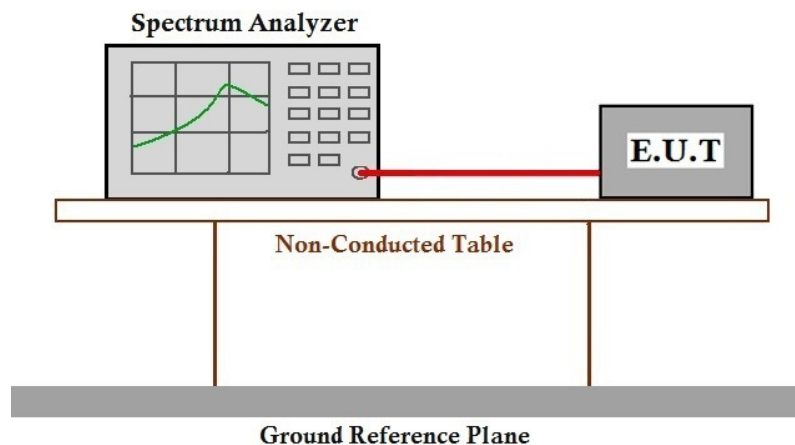 Spectrum Analyzer
E.U.T
Non-Conducted Table
Ground Reference Plane